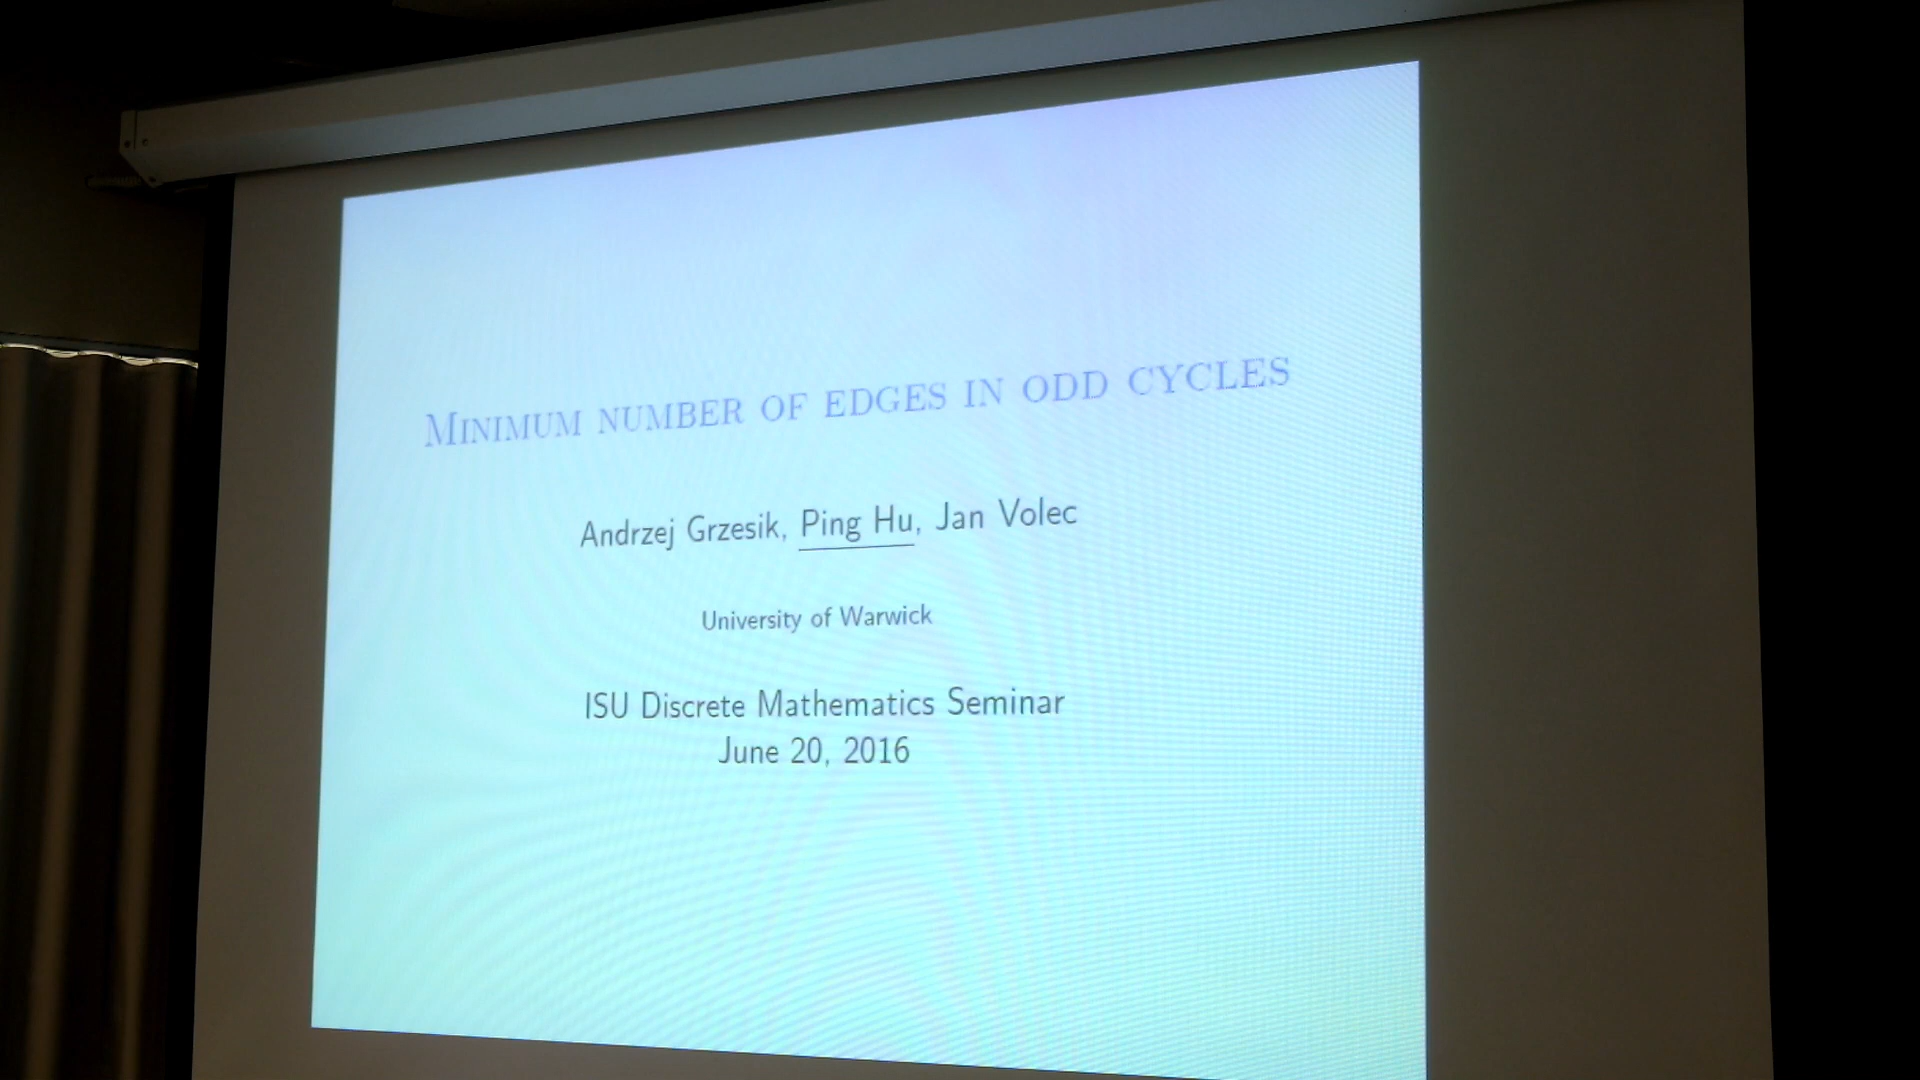 MINIMUM NUMBER OF EDGES IN ODD CYCLES
Andrzej Grzesik, Ping Hu, Jan Volec
University of Warwick
ISU Discrete Mathematics Seminar
June 20, 2016